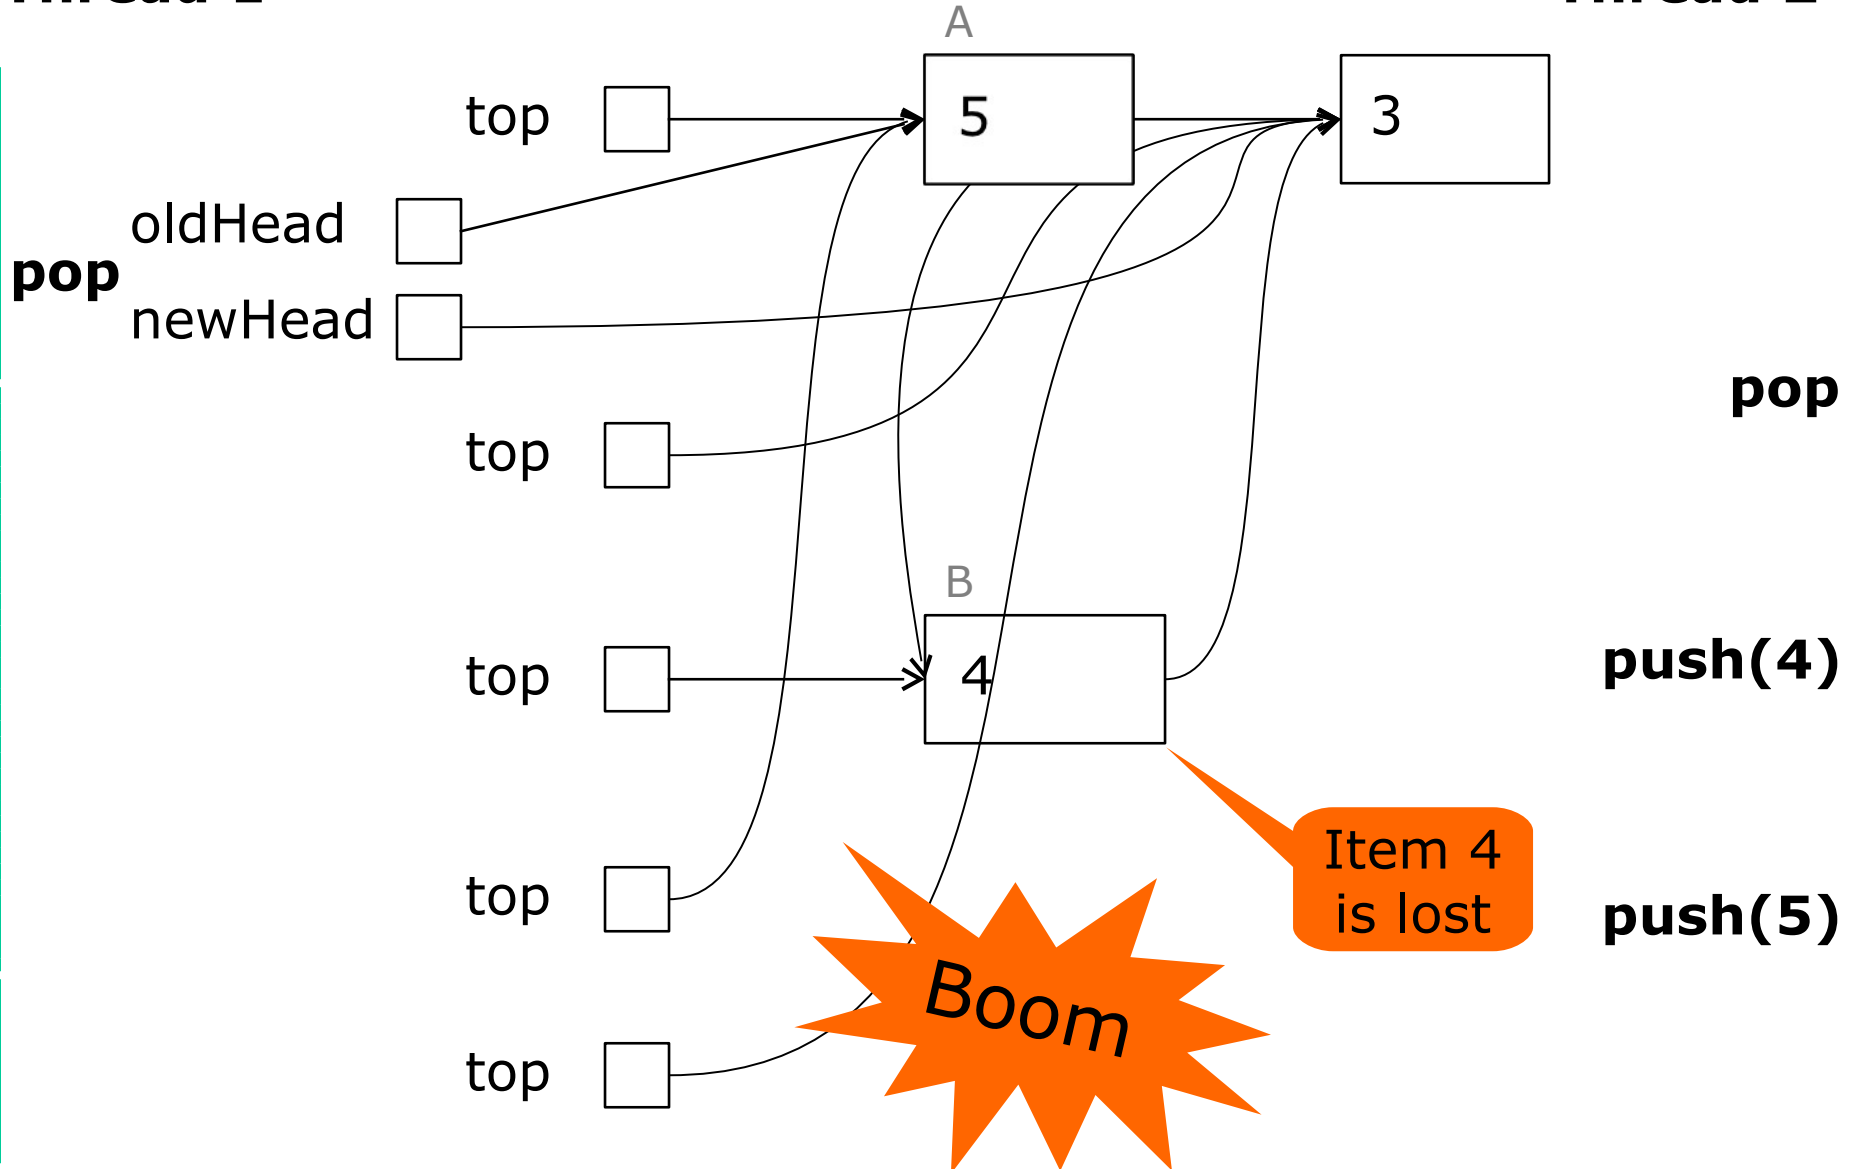 A
top
5
3
oldHead
pop
newHead
pop
top
B
push(4)
top
4
Item 4
is lost
top
push(5)
Boom
top